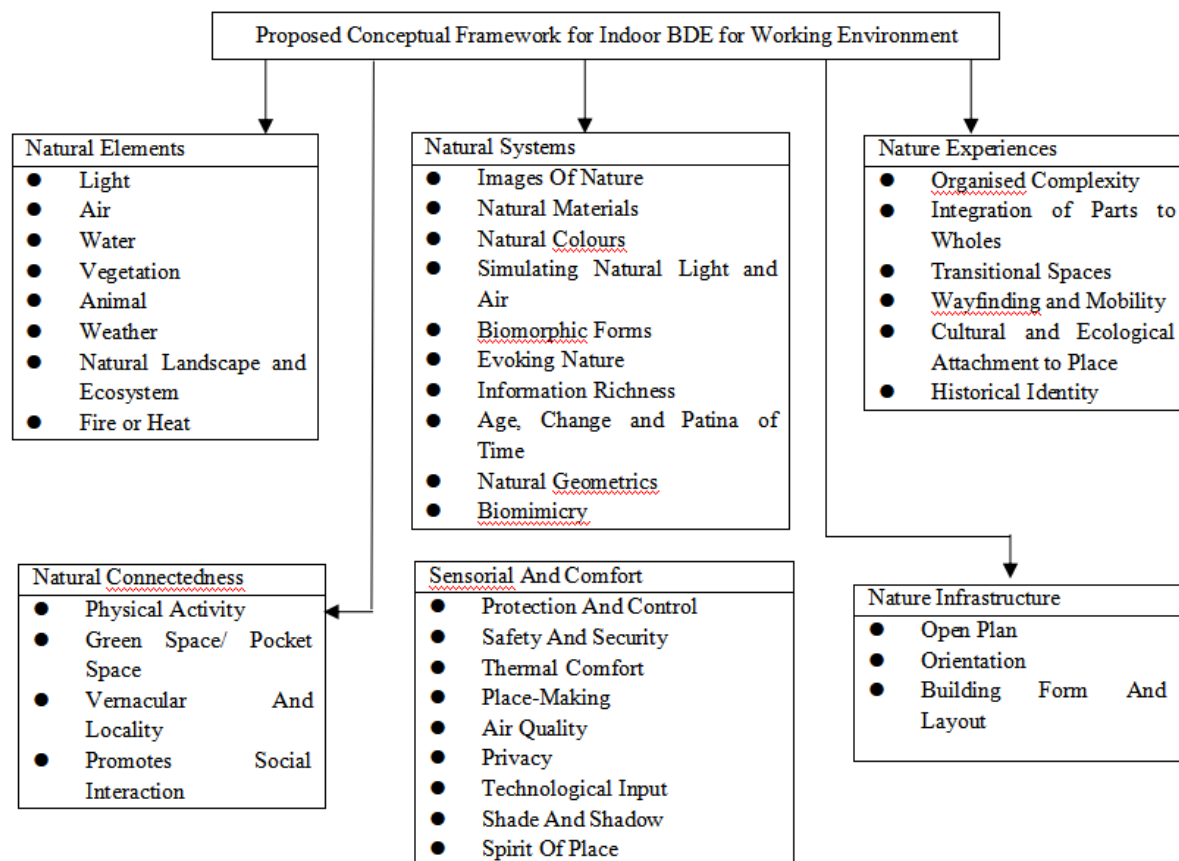 Proposed Conceptual Framework for Indoor BDE for Working Environment
Natural Elements
Light
Air
Water
Vegetation
Animal
Weather
Natural Landscape and
Ecosystem
Fire or Heat
Natural Systems
Images Of Nature
Natural Materials
Natural Colours
Simulating Natural Light and
Air
Biomorphic Forms
Evoking Nature
Information Richness
Age, Change and Patina of
Time
Natural Geometrics
Biomimicry
Nature Experiences
Organised Complexity
Integration of Parts to
Wholes
Transitional Spaces
Wayfinding and Mobility
Cultural and Ecological
Attachment to Place
Historical Identity
Natural Connectedness
Physical Activity
Green Space/ Pocket
Space
Vernacular And
Locality
Promotes Social
Interaction
Sensorial And Comfort
Protection And Control
Safety And Security
Thermal Comfort
Place-Making
Air Quality
Privacy
Technological Input
Shade And Shadow
Spirit Of Place
Nature Infrastructure
Open Plan
Orientation
Building Form And
Layout